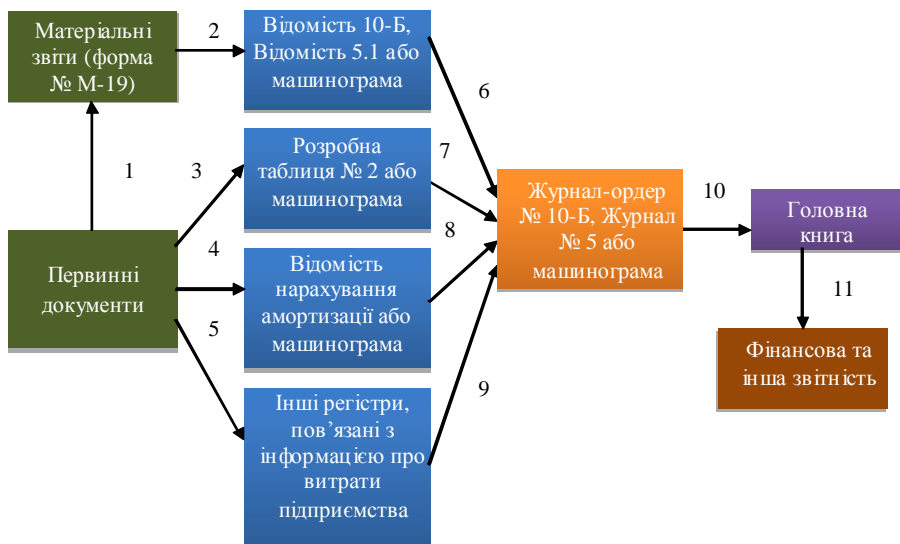 Матеріальні
звіти (форма
№ М-19)
2
Відомість 10-Б,
Відомість 5.1 або
машинограма
6
1
3
Розробна
таблиця № 2 або
машинограма
7
Журнал-ордер
№ 10-Б, Журнал
№ 5 або
машинограма
10
Головна
книга
Первинні
документи
4
5
Відомість
нарахування
амортизації або
машинограма
8
11
Фінансова та
інша звітність
Інші регістри,
пов’язані з
інформацією про
витрати
підприємства
9